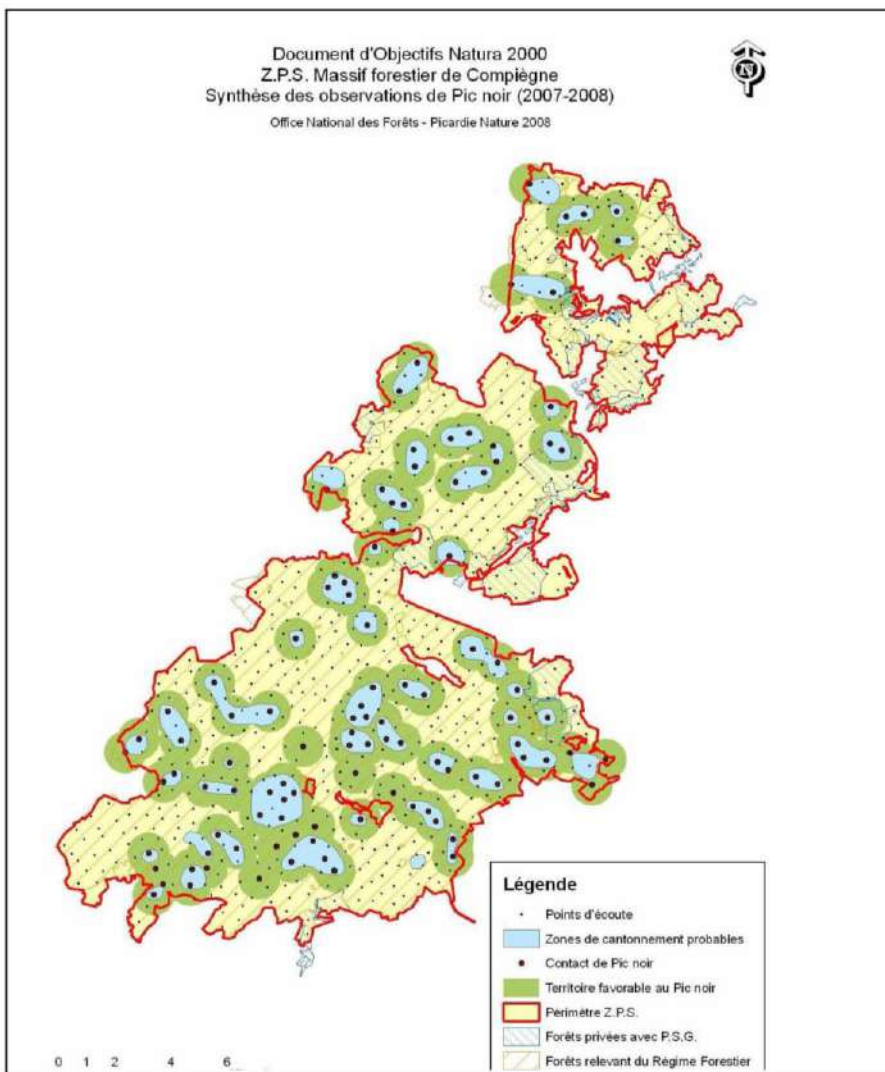 Document d'Objectifs Natura 2000
Z.P.S. Massif forestier de Compiègne
Synthèse des observations de Pic noir (2007-2008)
Office National des Forêts - Picardie Nature 2008
N
Légende
Points d'écoute
Zones de cantonnement probables
Contact de Pic noir
Territoire favorable au Pic noir
Périmètre Z.P.S.
Forêts privées avec P.S.G.
Forêts relevant du Régime Forestier
0 1 2 4 6